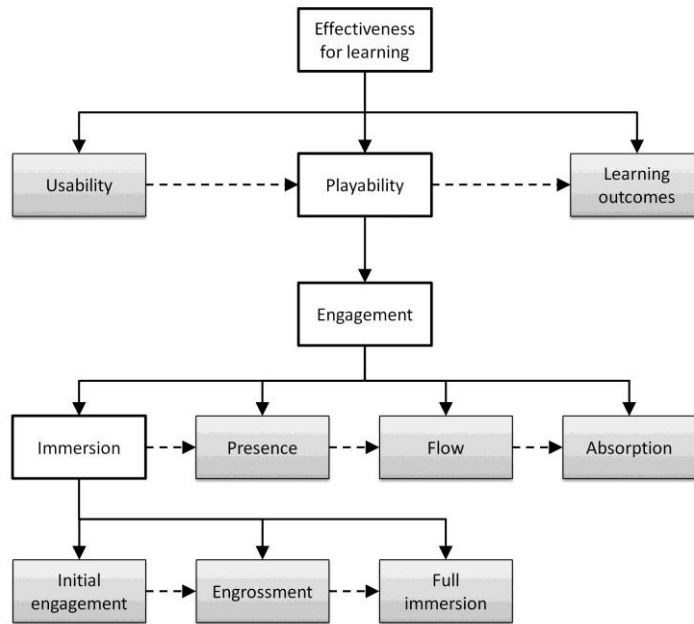 Effectiveness
for learning
Usability
Playability
Learning
outcomes
Engagement
Immersion
Presence
Flow
Absorption
Initial
engagement
Engrossment
Full
immersion